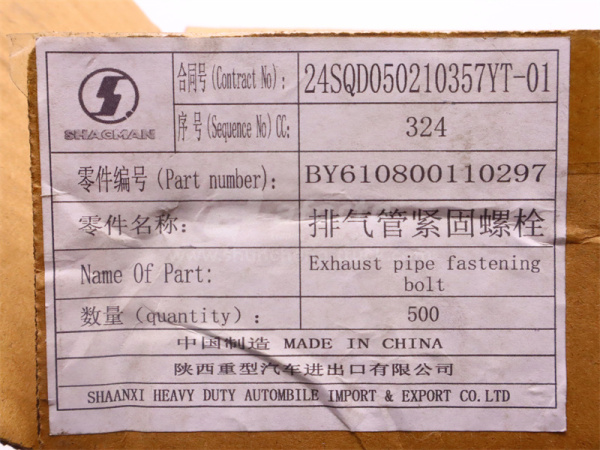 SHACMAN
合同号(Contract No): 24SQD050210357YT-01
序号(Sequence No)CC: 324
零件编号(Part number): BY610800110297
零件名称: 排气管紧固螺栓
Name Of Part: Exhaust pipe fastening
bolt
数量(quantity): 500
中国制造 MADE IN CHINA
陕西重型汽车进出口有限公司
SHAANXI HEAVY DUTY AUTOMBILE IMPORT & EXPORT CO.LTD